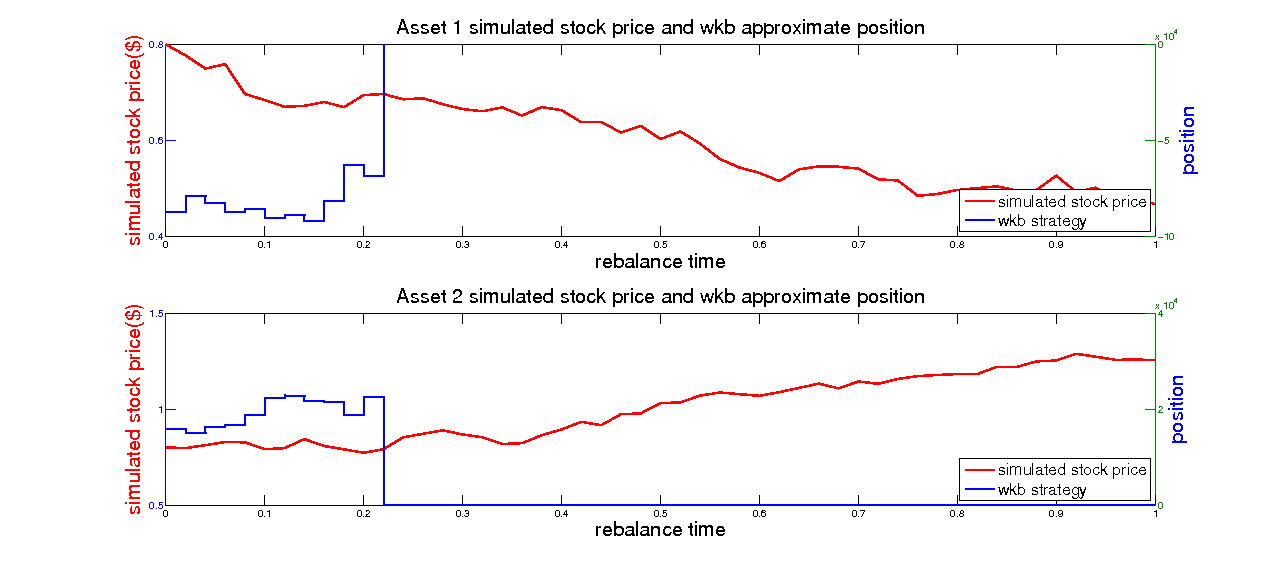 Asset 1 simulated stock price and wkb approximate position
x 10^4
simulated stock price($)
0.8
0.6
0.4
0
-5
-10
position
simulated stock price
wkb strategy
0 0.1 0.2 0.3 0.4 0.5 0.6 0.7 0.8 0.9 1
rebalance time
Asset 2 simulated stock price and wkb approximate position
x 10^4
simulated stock price($)
1.5
1
0.5
4
2
0
position
simulated stock price
wkb strategy
0 0.1 0.2 0.3 0.4 0.5 0.6 0.7 0.8 0.9 1
rebalance time